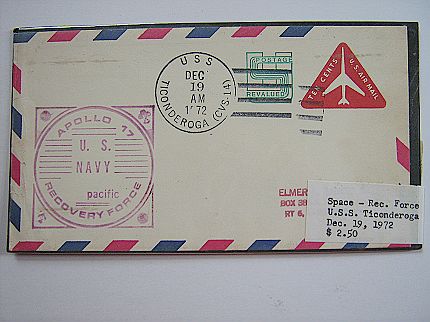 USS
TICONDEROGA (CVS-14)
DEC
19
AM
1972
U.S. POSTAGE
REVALUED
TEN CENTS
U.S. AIR MAIL
APOLLO 17
U. S.
NAVY
pacific
RECOVERY FORCE
ELMER
BOX 38
RT 6,
Space - Rec. Force
U.S.S. Ticonderoga
Dec. 19, 1972
$ 2.50